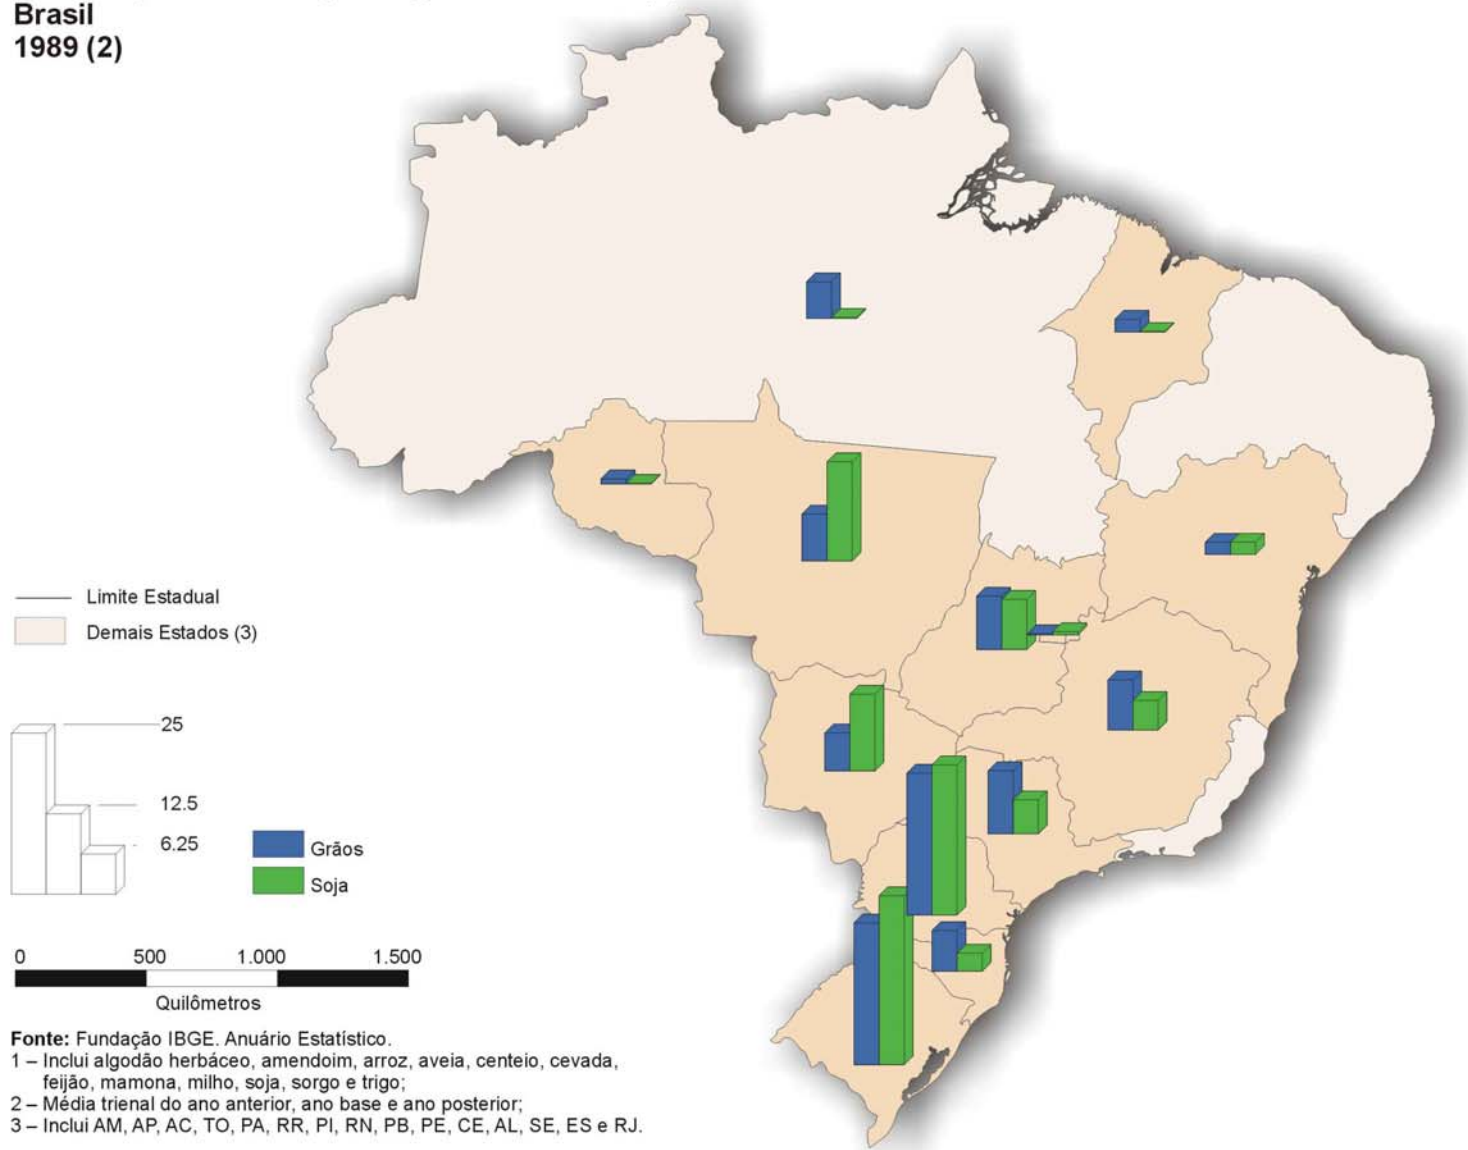 Brasil
1989 (2)
Limite Estadual
Demais Estados (3)
25
12.5
6.25
Grãos
Soja
0 500 1.000 1.500
Quilômetros
Fonte: Fundação IBGE. Anuário Estatístico.
1 – Inclui algodão herbáceo, amendoim, arroz, aveia, centeio, cevada,
feijão, mamona, milho, soja, sorgo e trigo;
2 – Média trienal do ano anterior, ano base e ano posterior;
3 – Inclui AM, AP, AC, TO, PA, RR, PI, RN, PB, PE, CE, AL, SE, ES e RJ.